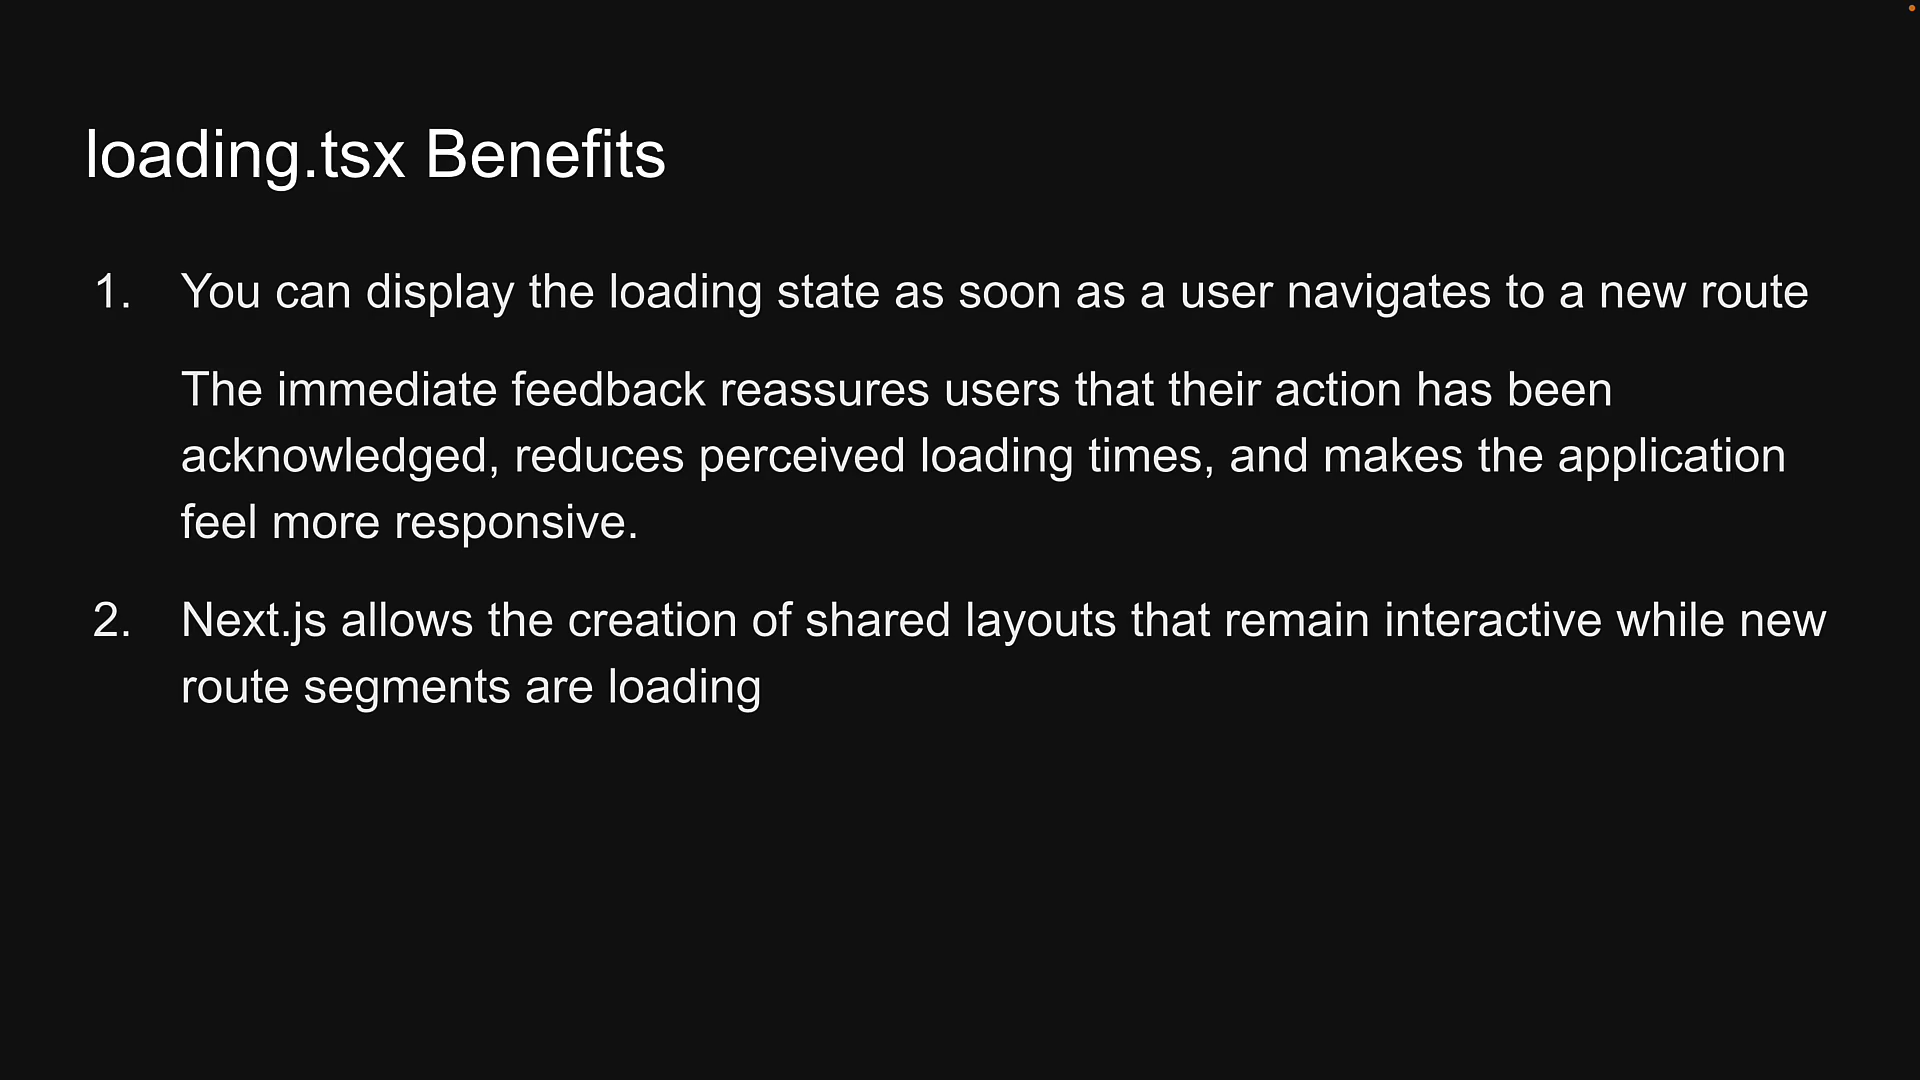 loading.tsx Benefits
1. You can display the loading state as soon as a user navigates to a new route
The immediate feedback reassures users that their action has been
acknowledged, reduces perceived loading times, and makes the application
feel more responsive.
2. Next.js allows the creation of shared layouts that remain interactive while new
route segments are loading